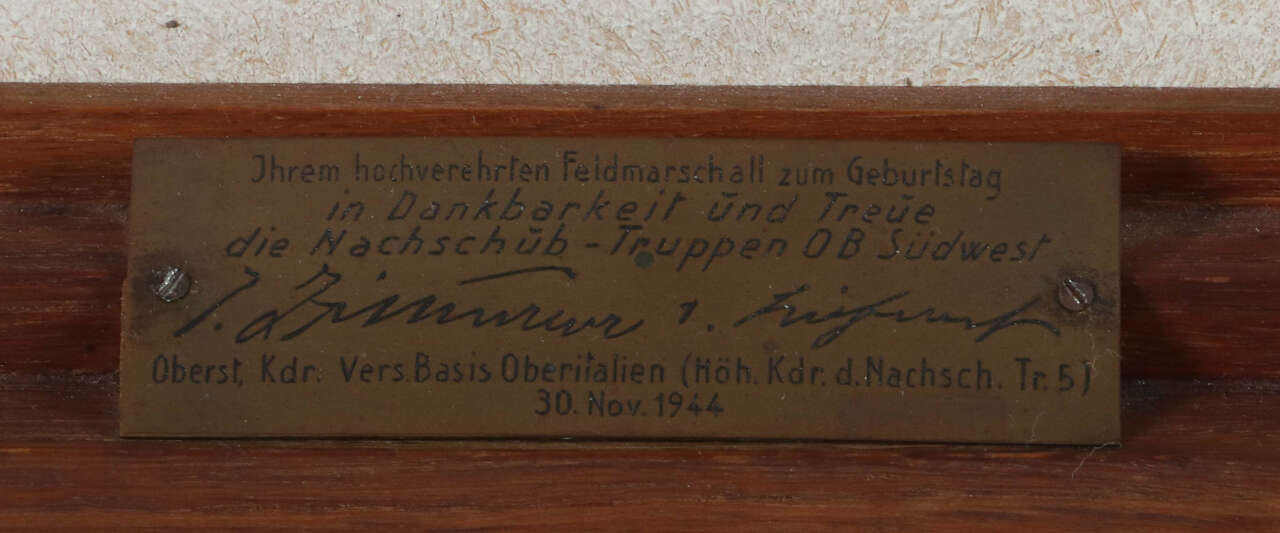 Ihrem hochverehrten Feldmarschall zum Geburtstag
in Dankbarkeit und Treue
die Nachschub-Truppen OB Südwest
Oberst, Kdr. Vers. Basis Oberitalien (Höh. Kdr. d. Nachsch. Tr. 5)
30. Nov. 1944